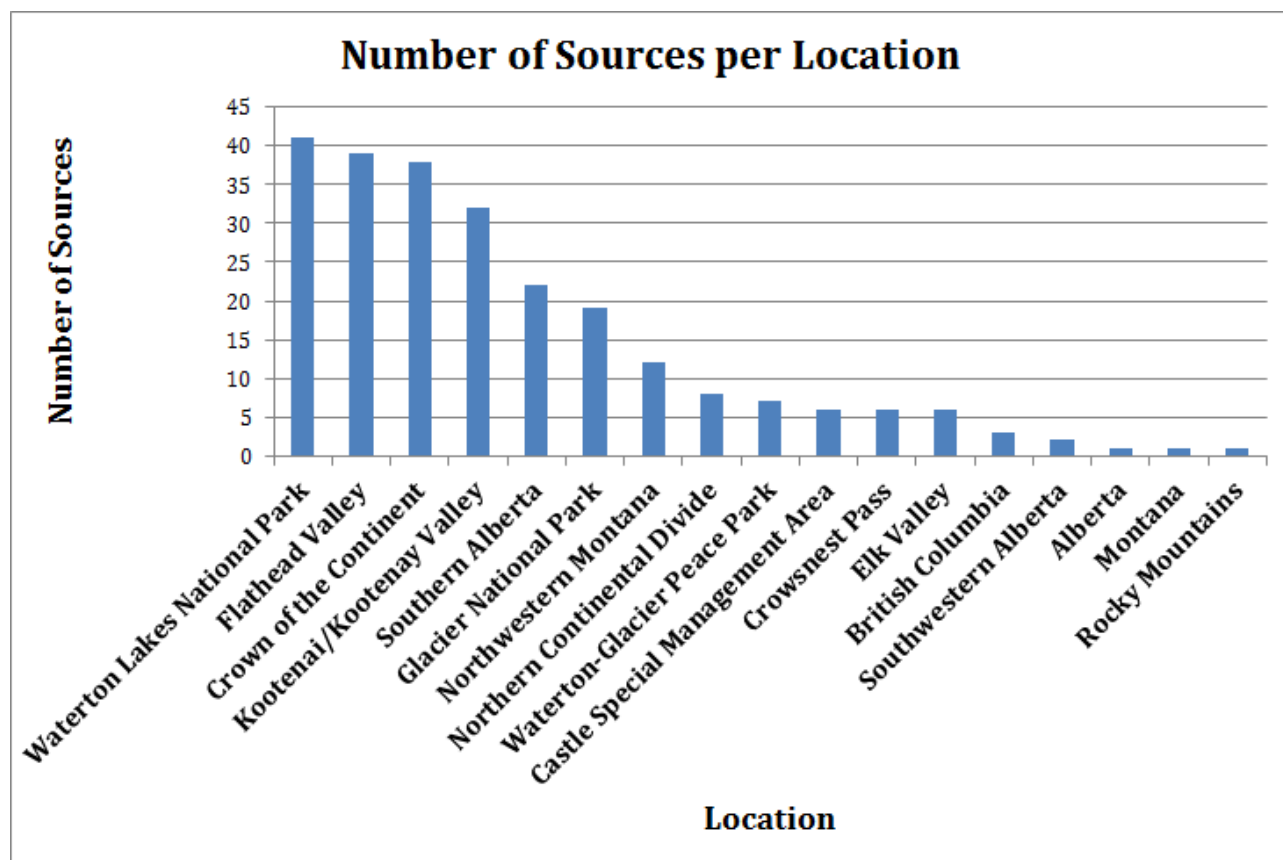 Number of Sources per Location
Number of Sources
45
40
35
30
25
20
15
10
5
0
Waterton Lakes National Park
Flathead Valley
Crown of the Continent
Kootenai/Kootenay Valley
Southern Alberta
Glacier National Park
Northwestern Montana
Northern Continental Divide
Waterton-Glacier Peace Park
Castle Special Management Area
Crowsnest Pass
Elk Valley
British Columbia
Southwestern Alberta
Alberta
Montana
Rocky Mountains
Location